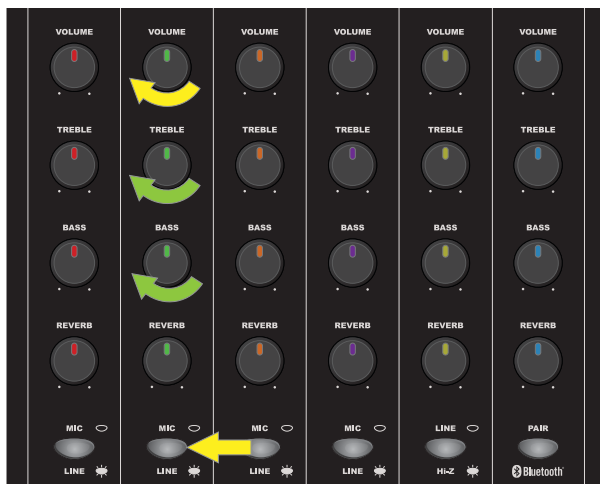 VOLUME VOLUME VOLUME VOLUME VOLUME VOLUME
TREBLE TREBLE TREBLE TREBLE TREBLE TREBLE
BASS BASS BASS BASS BASS BASS
REVERB REVERB REVERB REVERB REVERB REVERB
MIC MIC MIC MIC LINE PAIR
LINE LINE LINE LINE Hi-Z Bluetooth